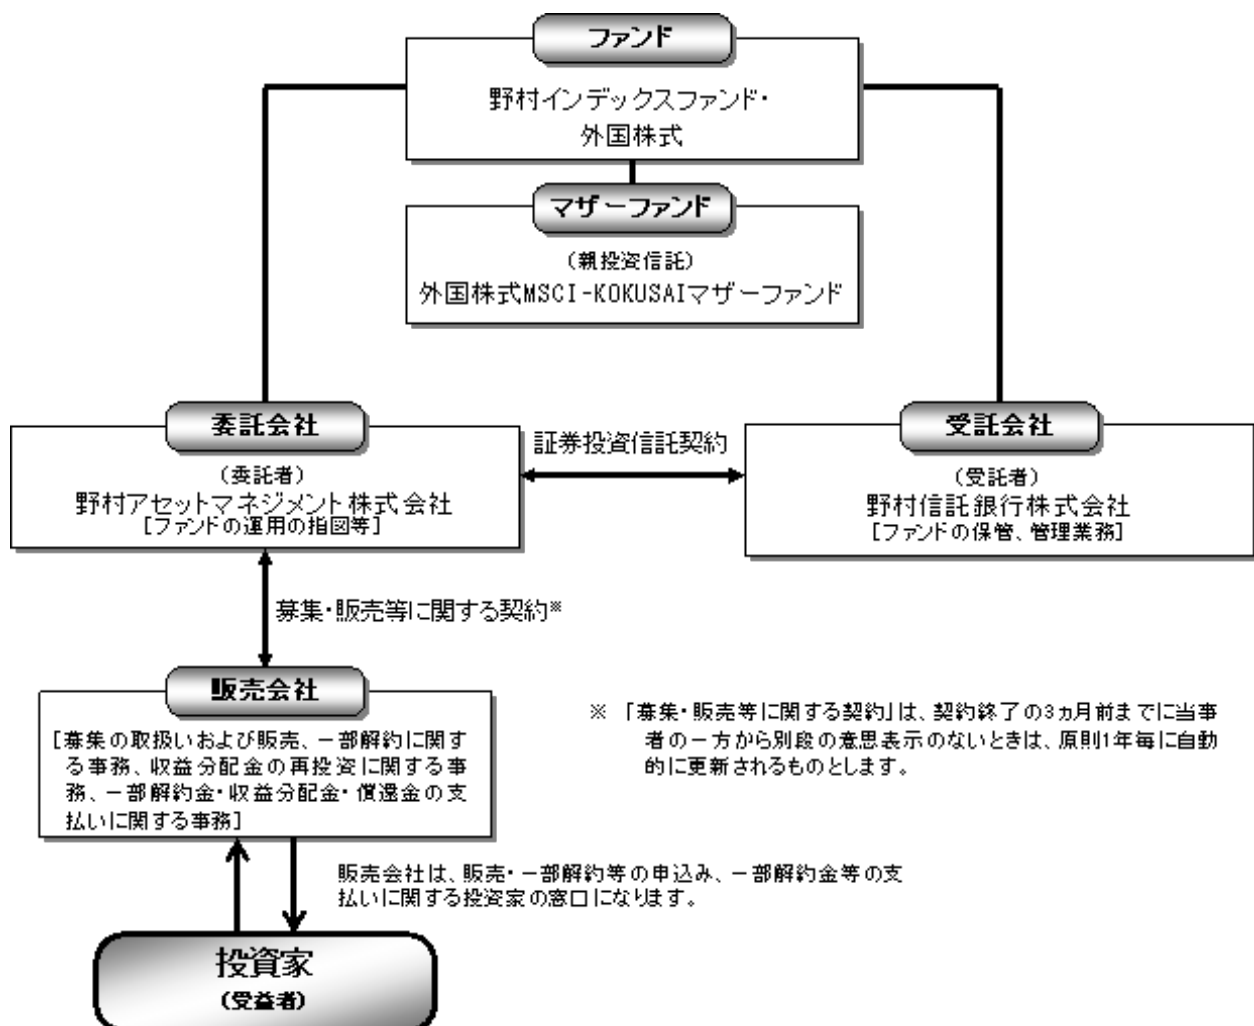 ファンド
野村インデックスファンド・
外国株式
マザーファンド
(親投資信託)
外国株式MSCI-KOKUSAIマザーファンド
委託会社
(委託者)
野村アセットマネジメント株式会社
[ファンドの運用の指図等]
証券投資信託契約
受託会社
(受託者)
野村信託銀行株式会社
[ファンドの保管、管理業務]
募集・販売等に関する契約※
販売会社
[募集の取扱いおよび販売、一部解約に関す
る事務、収益分配金の再投資に関する事
務、一部解約金・収益分配金・償還金の支
払いに関する事務]
※ 「募集・販売等に関する契約」は、契約終了の3ヵ月前までに当事
者の一方から別段の意思表示のないときは、原則1年毎に自動
的に更新されるものとします。
販売会社は、販売・一部解約等の申込み、一部解約金等の支
払いに関する投資家の窓口になります。
投資家
(受益者)